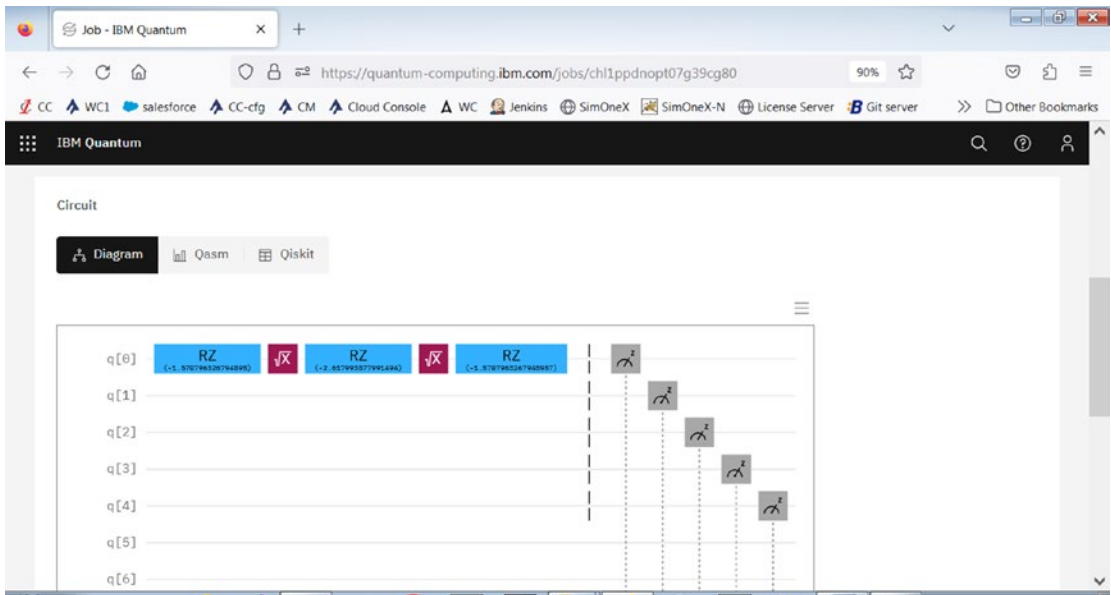 Job - IBM Quantum
https://quantum-computing.ibm.com/jobs/chl1ppdnopt07g39cg80 90%
CC WC1 salesforce CC-cfg CM Cloud Console WC Jenkins SimOneX SimOneX-N License Server Git server Other Bookmarks
IBM Quantum
Circuit
Diagram Qasm Qiskit
q[0] RZ √X RZ √X RZ z
q[1] z
q[2] z
q[3] z
q[4] z
q[5]
q[6]